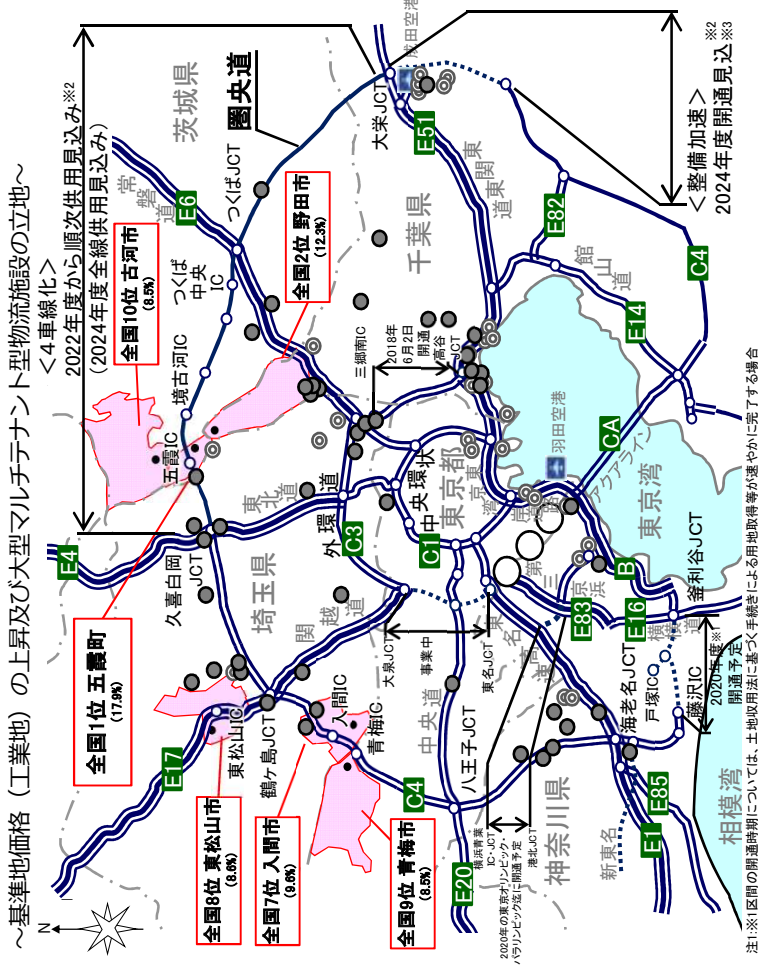 ～基準地価格（工業地）の上昇及び大型マルチテナント型物流施設の立地～
＜4車線化＞
2022年度から順次供用見込み※2
（2024年度全線供用見込み）
N
E17
E4
E6
常磐道
茨城県
圏央道
つくばJCT
つくば中央IC
境古河IC
五霞IC
全国10位 古河市
(8.5%)
全国2位 野田市
(12.3%)
全国1位 五霞町
(17.9%)
久喜白岡JCT
東北道
埼玉県
外環道
C3
三郷南IC
2018年
6月2日
開通
高谷JCT
千葉県
大栄JCT
成田空港
E51
東関東道
＜整備加速＞
2024年度開通見込※2
※3
E82
館山道
E14
C4
東松山IC
全国8位 東松山市
(8.6%)
鶴ヶ島JCT
関越道
全国7位 入間市
(9.6%)
入間IC
青梅IC
全国9位 青梅市
(8.5%)
C4
大泉JCT
事業中
東名JCT
中央環状
C1
東京都
湾岸
東京
羽田空港
CA
アクアライン
東京湾
中央道
E20
八王子JCT
東名高速
第三京浜
E83
E16
横横道
B
釜利谷JCT
横浜青葉
IC・JCT
2020年の東京オリンピック・
パラリンピック迄に開通予定
港北JCT
神奈川県
新東名
E1
E85
海老名JCT
戸塚IC
藤沢IC
2020年度※1
開通予定
相模湾
注1:※1区間の開通時期については、土地収用法に基づく手続きによる用地取得等が速やかに完了する場合